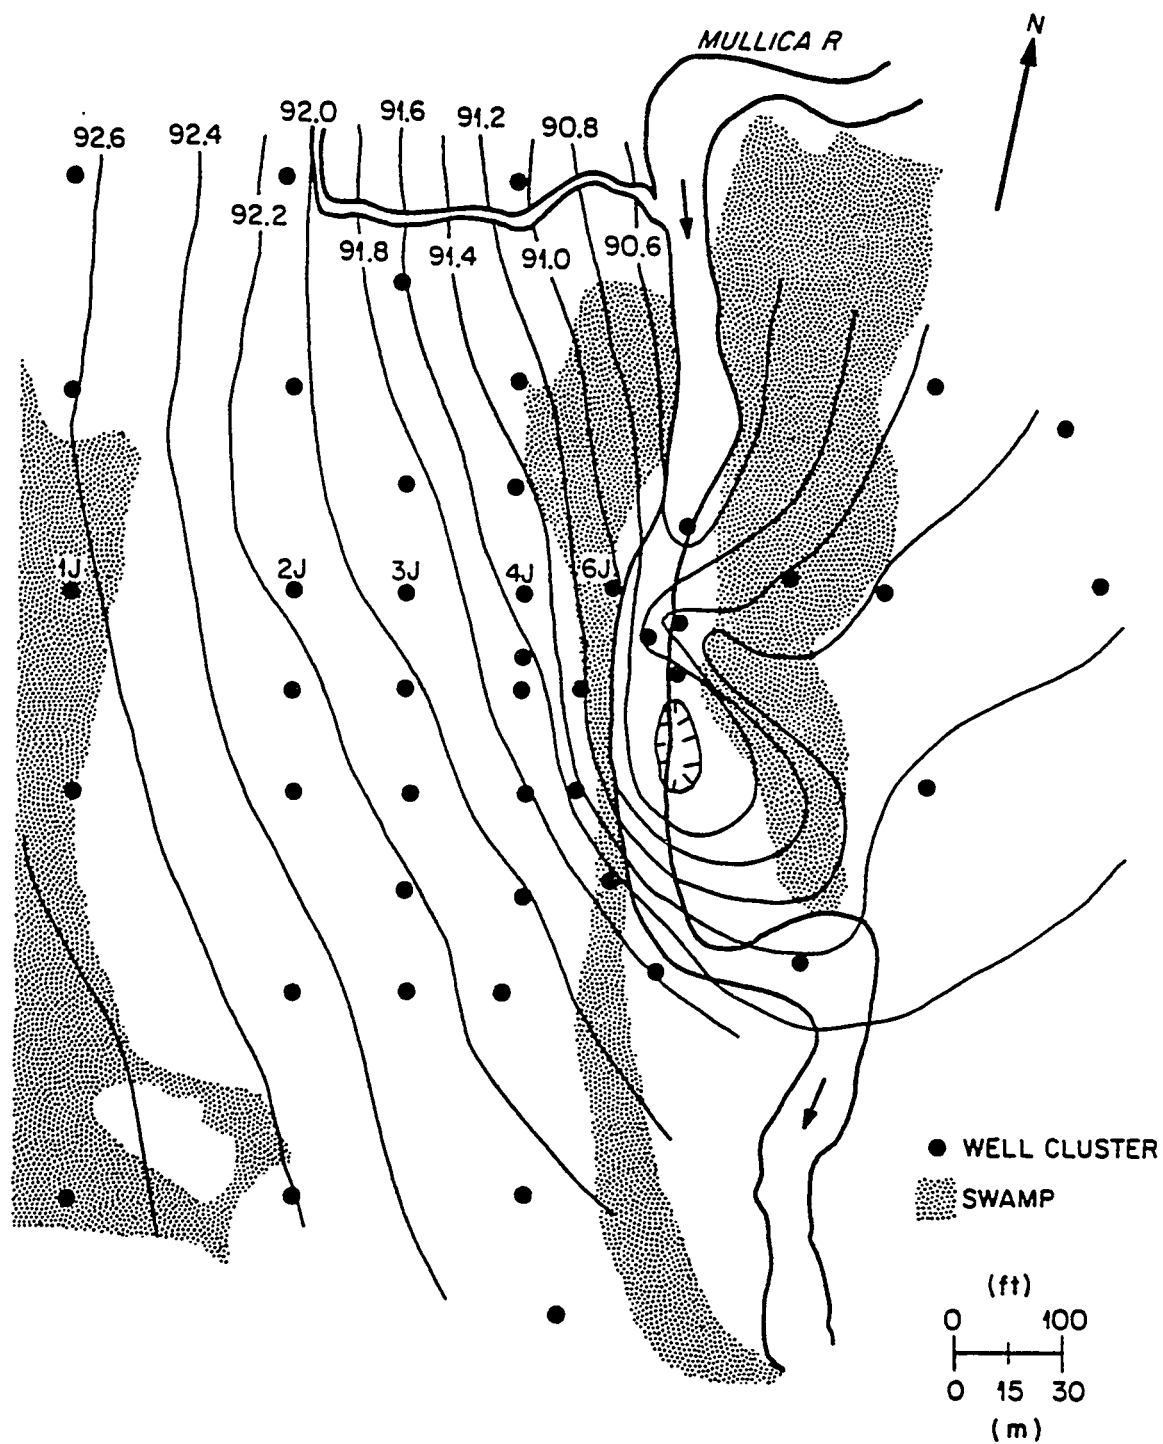 MULLICA R
N
92.6
92.4
92.0
91.6
91.2
90.8
92.2
91.8
91.4
91.0
90.6
1J
2J
3J
4J
6J
WELL CLUSTER
SWAMP
(ft)
0 100
0 15 30
(m)